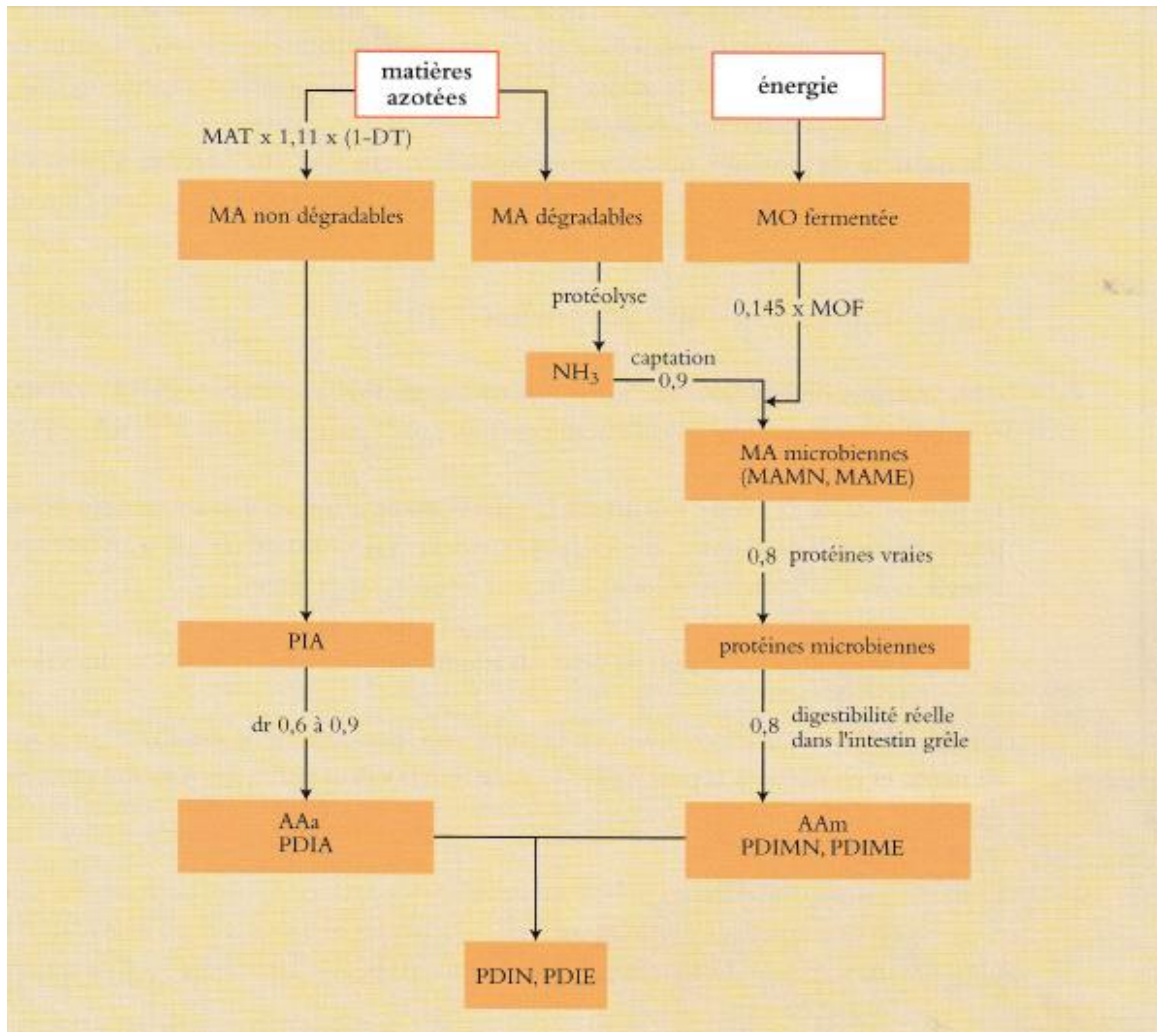 matières
azotées
énergie
MAT x 1,11 x (1-DT)
MA non dégradables
MA dégradables
MO fermentée
protéolyse
0,145 x MOF
NH₃
captation
0,9
MA microbiennes
(MAMN, MAME)
0,8 protéines vraies
PIA
protéines microbiennes
dr 0,6 à 0,9
0,8 digestibilité réelle
dans l'intestin grêle
AAa
PDIA
AAm
PDIMN, PDIME
PDIN, PDIE